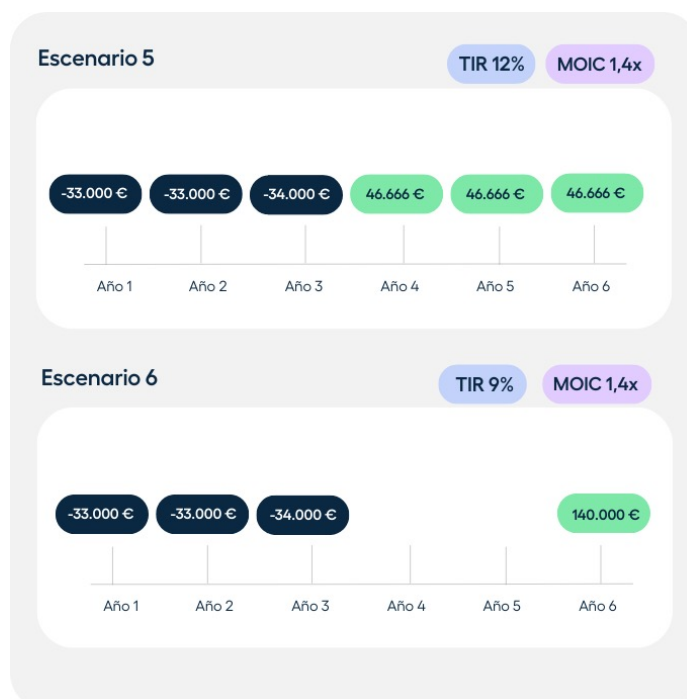 Escenario 5
TIR 12% MOIC 1,4x
-33.000 € -33.000 € -34.000 € 46.666 € 46.666 € 46.666 €
Año 1 Año 2 Año 3 Año 4 Año 5 Año 6
Escenario 6
TIR 9% MOIC 1,4x
-33.000 € -33.000 € -34.000 € 140.000 €
Año 1 Año 2 Año 3 Año 4 Año 5 Año 6